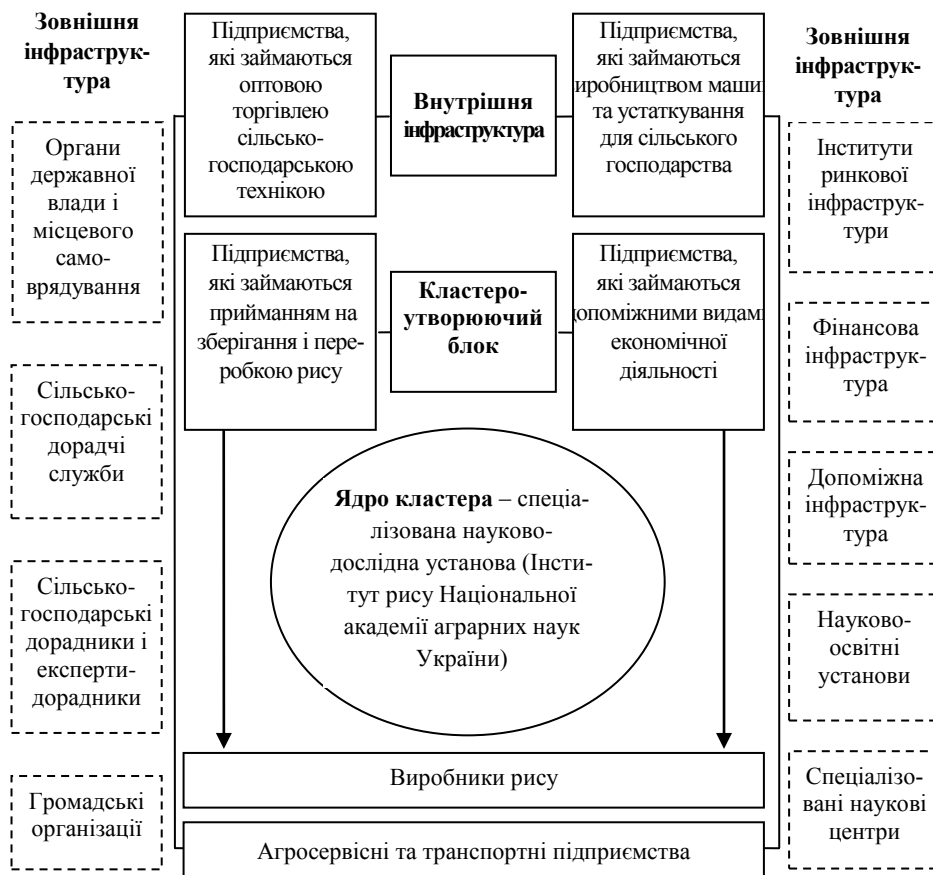 Зовнішня
інфраструк-
тура
Органи
державної
влади і
місцевого
само-
врядування
Сільсько-
господарські
дорадчі
служби
Сільсько-
господарські
дорадники і
експерти-
дорадники
Громадські
організації
Підприємства,
які займаються
оптовою
торгівлею
сільсько-
господарською
технікою
Внутрішня
інфраструктура
Підприємства,
які займаються
иробництвом маши
та устаткування
для сільського
господарства
Підприємства,
які займаються
прийманням на
зберігання і пере-
робкою рису
Кластеро-
утворюючий
блок
Підприємства,
які займаються
допоміжними видам
економічної
діяльності
Ядро кластера – спеціа-
лізована науково-
дослідна установа (Інсти-
тут рису Національної
академії аграрних наук
України)
Виробники рису
Агросервісні та транспортні підприємства
Зовнішня
інфраструк-
тура
Інститути
ринкової
інфраструк-
тури
Фінансова
інфраструк-
тура
Допоміжна
інфраструк-
тура
Науково-
освітні
установи
Спеціалізо-
вані наукові
центри